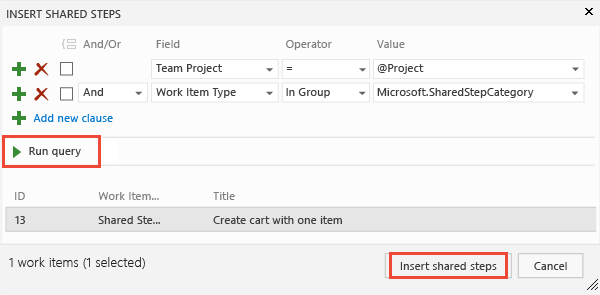 INSERT SHARED STEPS
And/Or Field Operator Value
Team Project = @Project
And Work Item Type In Group Microsoft.SharedStepCategory
Add new clause
Run query
ID Work Item... Title
13 Shared Ste... Create cart with one item
1 work items (1 selected)
Insert shared steps Cancel